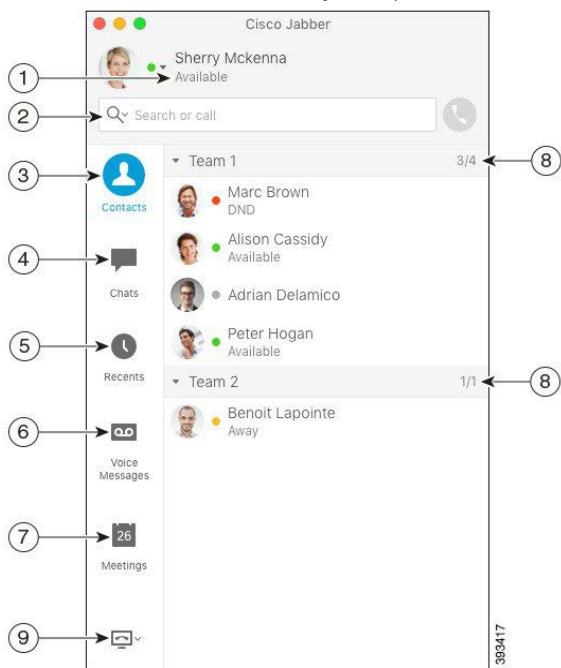 Cisco Jabber
Sherry Mckenna
1
Available
2
Search or call
3
Contacts
Team 1
3/4
8
Marc Brown
DND
4
Chats
Alison Cassidy
Available
Adrian Delamico
5
Recents
Peter Hogan
Available
Team 2
1/1
8
6
Voice
Messages
Benoit Lapointe
Away
7
26
Meetings
9
393417